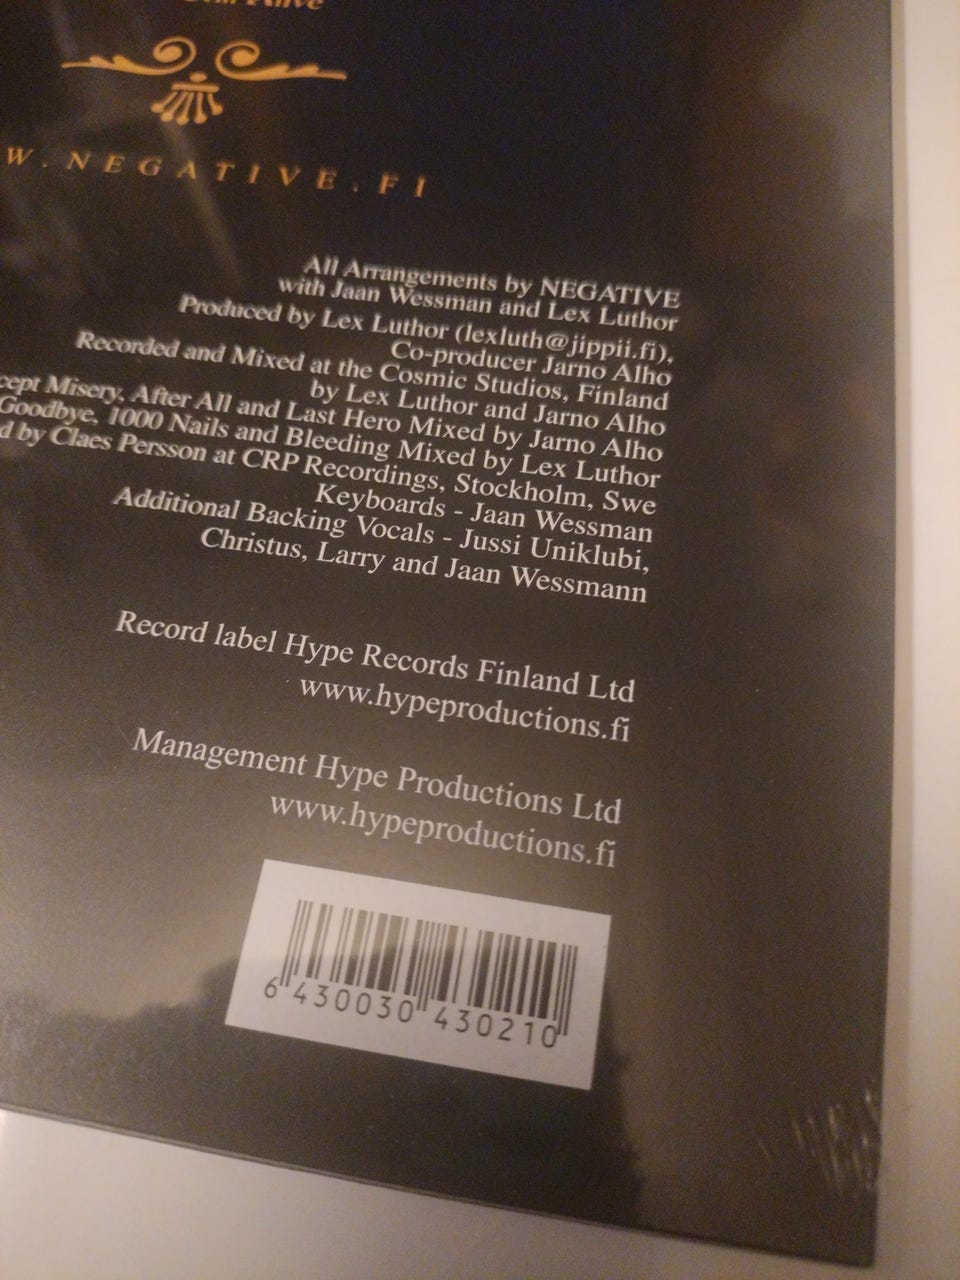 Still Alive
W.NEGATIVE.FI
All Arrangements by NEGATIVE
with Jaan Wessman and Lex Luthor
Produced by Lex Luthor (lexluth@jippii.fi),
Co-producer Jarno Alho
Recorded and Mixed at the Cosmic Studios, Finland
by Lex Luthor and Jarno Alho
cept Misery, After All and Last Hero Mixed by Jarno Alho
Goodbye, 1000 Nails and Bleeding Mixed by Lex Luthor
d by Claes Persson at CRP Recordings, Stockholm, Swe
Keyboards - Jaan Wessman
Additional Backing Vocals - Jussi Uniklubi,
Christus, Larry and Jaan Wessmann
Record label Hype Records Finland Ltd
www.hypeproductions.fi
Management Hype Productions Ltd
www.hypeproductions.fi
6 430030 430210